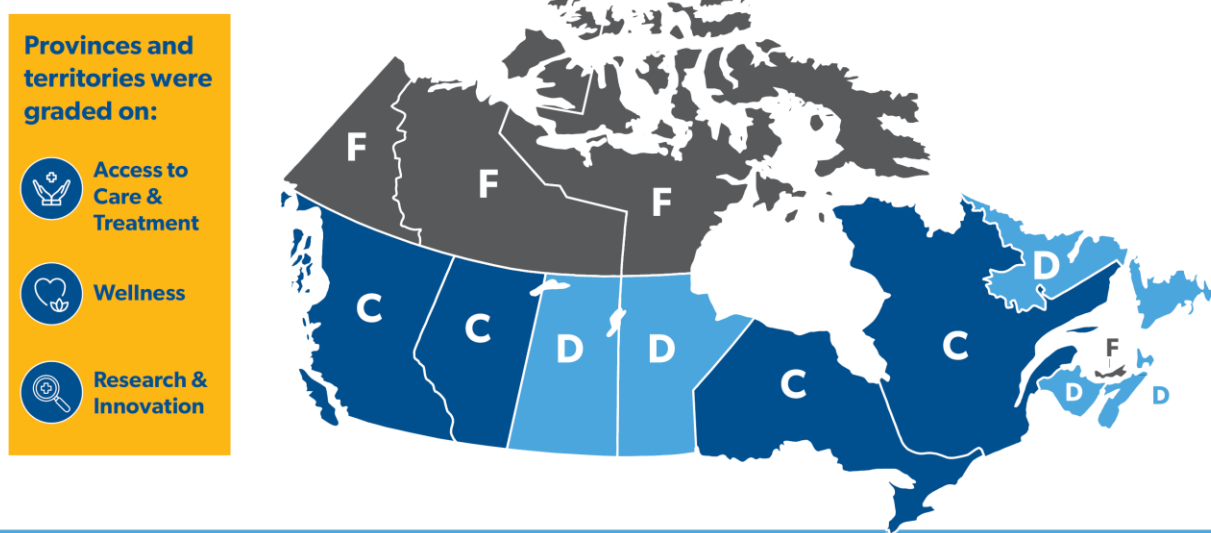 Provinces and
territories were
graded on:
Access to
Care &
Treatment
Wellness
Research &
Innovation
F
F
F
C
C
D
D
C
C
D
F
D
D